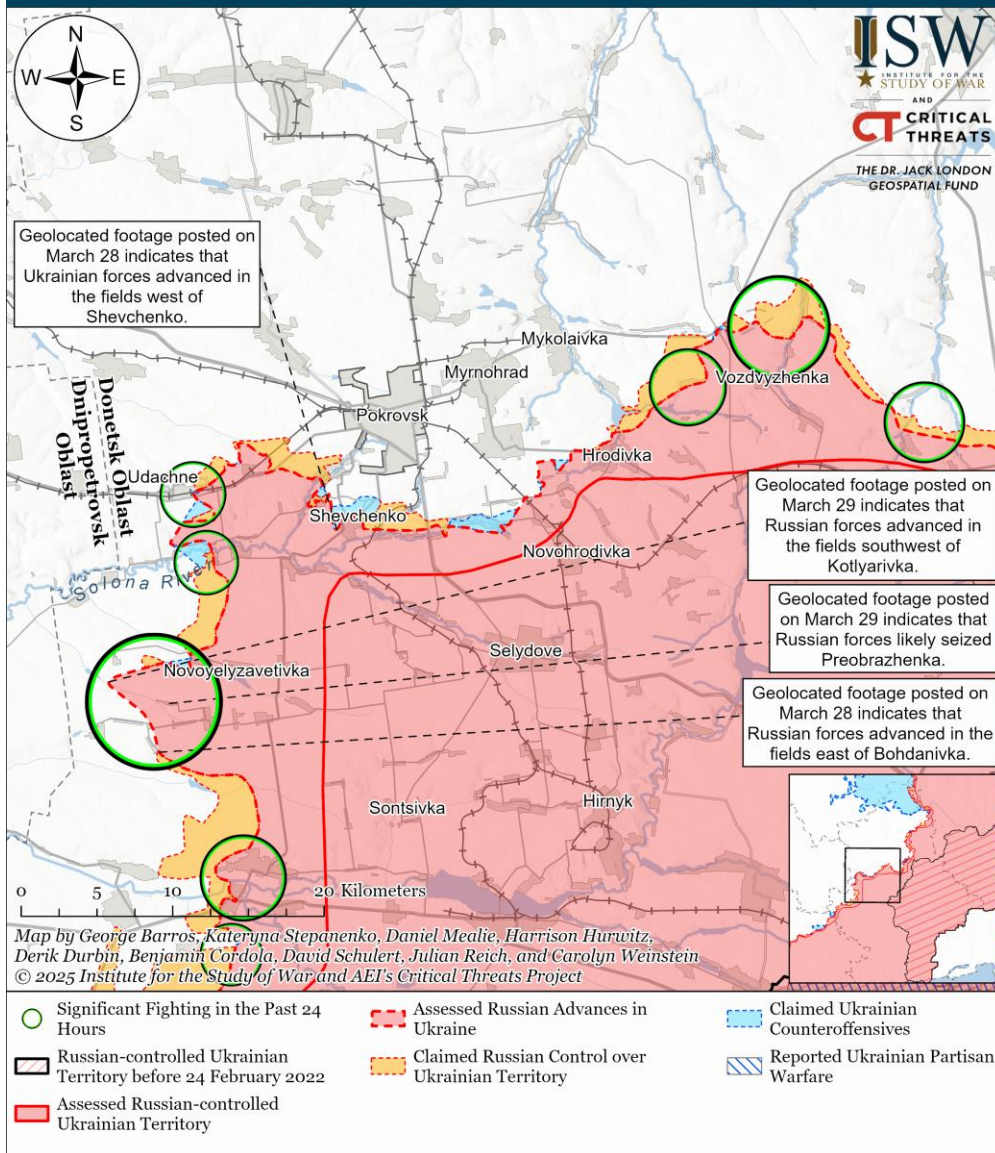 N
W
E
S
ISW
INSTITUTE FOR THE
STUDY OF WAR
AND
CT CRITICAL
THREATS
THE DR. JACK LONDON
GEOSPATIAL FUND
Geolocated footage posted on
March 28 indicates that
Ukrainian forces advanced in
the fields west of
Shevchenko.
Mykolaivka
Myrnohrad
Vozdvyzhenka
Pokrovsk
Donetsk Oblast
Dnipropetrovsk
Oblast
Hrodivka
Udachne
Shevchenko
Geolocated footage posted on
March 29 indicates that
Russian forces advanced in
the fields southwest of
Kotlyarivka.
Novohrodivka
Solona River
Geolocated footage posted
on March 29 indicates that
Russian forces likely seized
Preobrazhenka.
Selydove
Novoyelyzavetivka
Geolocated footage posted on
March 28 indicates that
Russian forces advanced in the
fields east of Bohdanivka.
Sontsivka
Hirnyk
0 5 10 20 Kilometers
Map by George Barros, Kateryna Stepanenko, Daniel Mealie, Harrison Hurwitz,
Derik Durbin, Benjamin Cordola, David Schulert, Julian Reich, and Carolyn Weinstein
© 2025 Institute for the Study of War and AEI's Critical Threats Project
Significant Fighting in the Past 24
Hours
Russian-controlled Ukrainian
Territory before 24 February 2022
Assessed Russian-controlled
Ukrainian Territory
Assessed Russian Advances in
Ukraine
Claimed Russian Control over
Ukrainian Territory
Claimed Ukrainian
Counteroffensives
Reported Ukrainian Partisan
Warfare